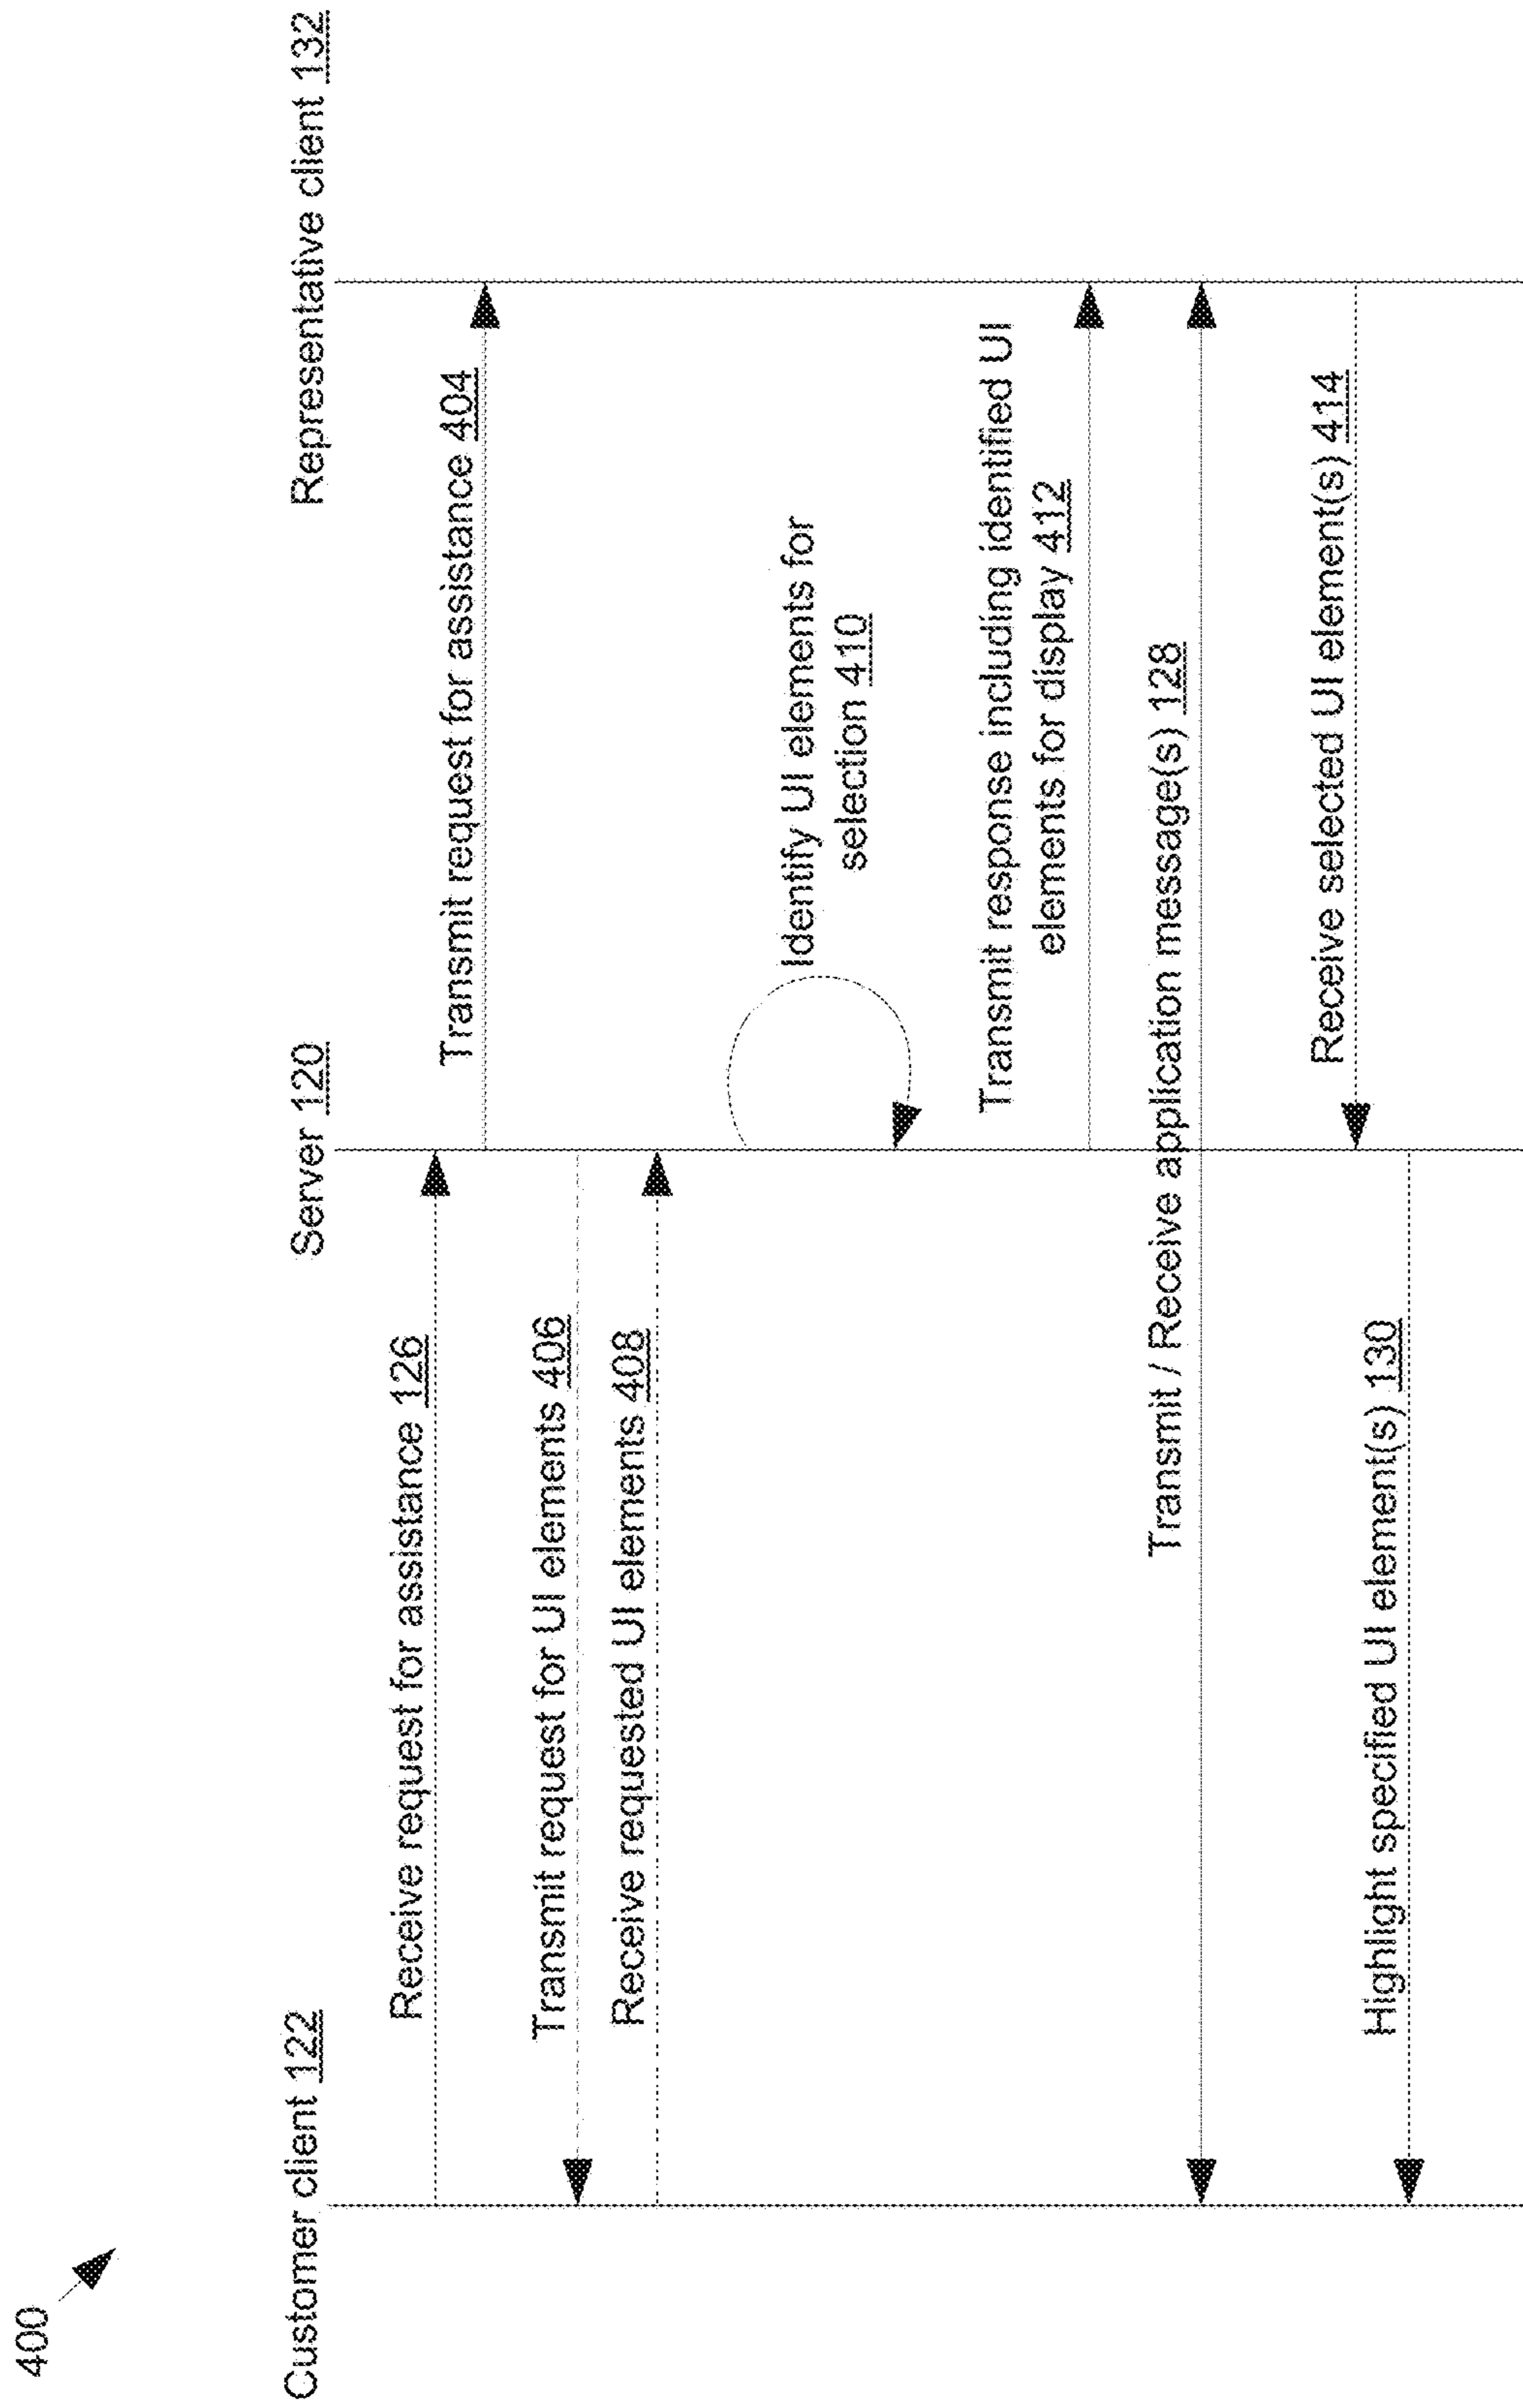 400
Customer client 122
Server 120
Representative client 132
Receive request for assistance 126
Transmit request for assistance 404
Transmit request for UI elements 406
Receive requested UI elements 408
Identify UI elements for
selection 410
Transmit response including identified UI
elements for display 412
Transmit / Receive application message(s) 128
Receive selected UI element(s) 414
Highlight specified UI element(s) 130